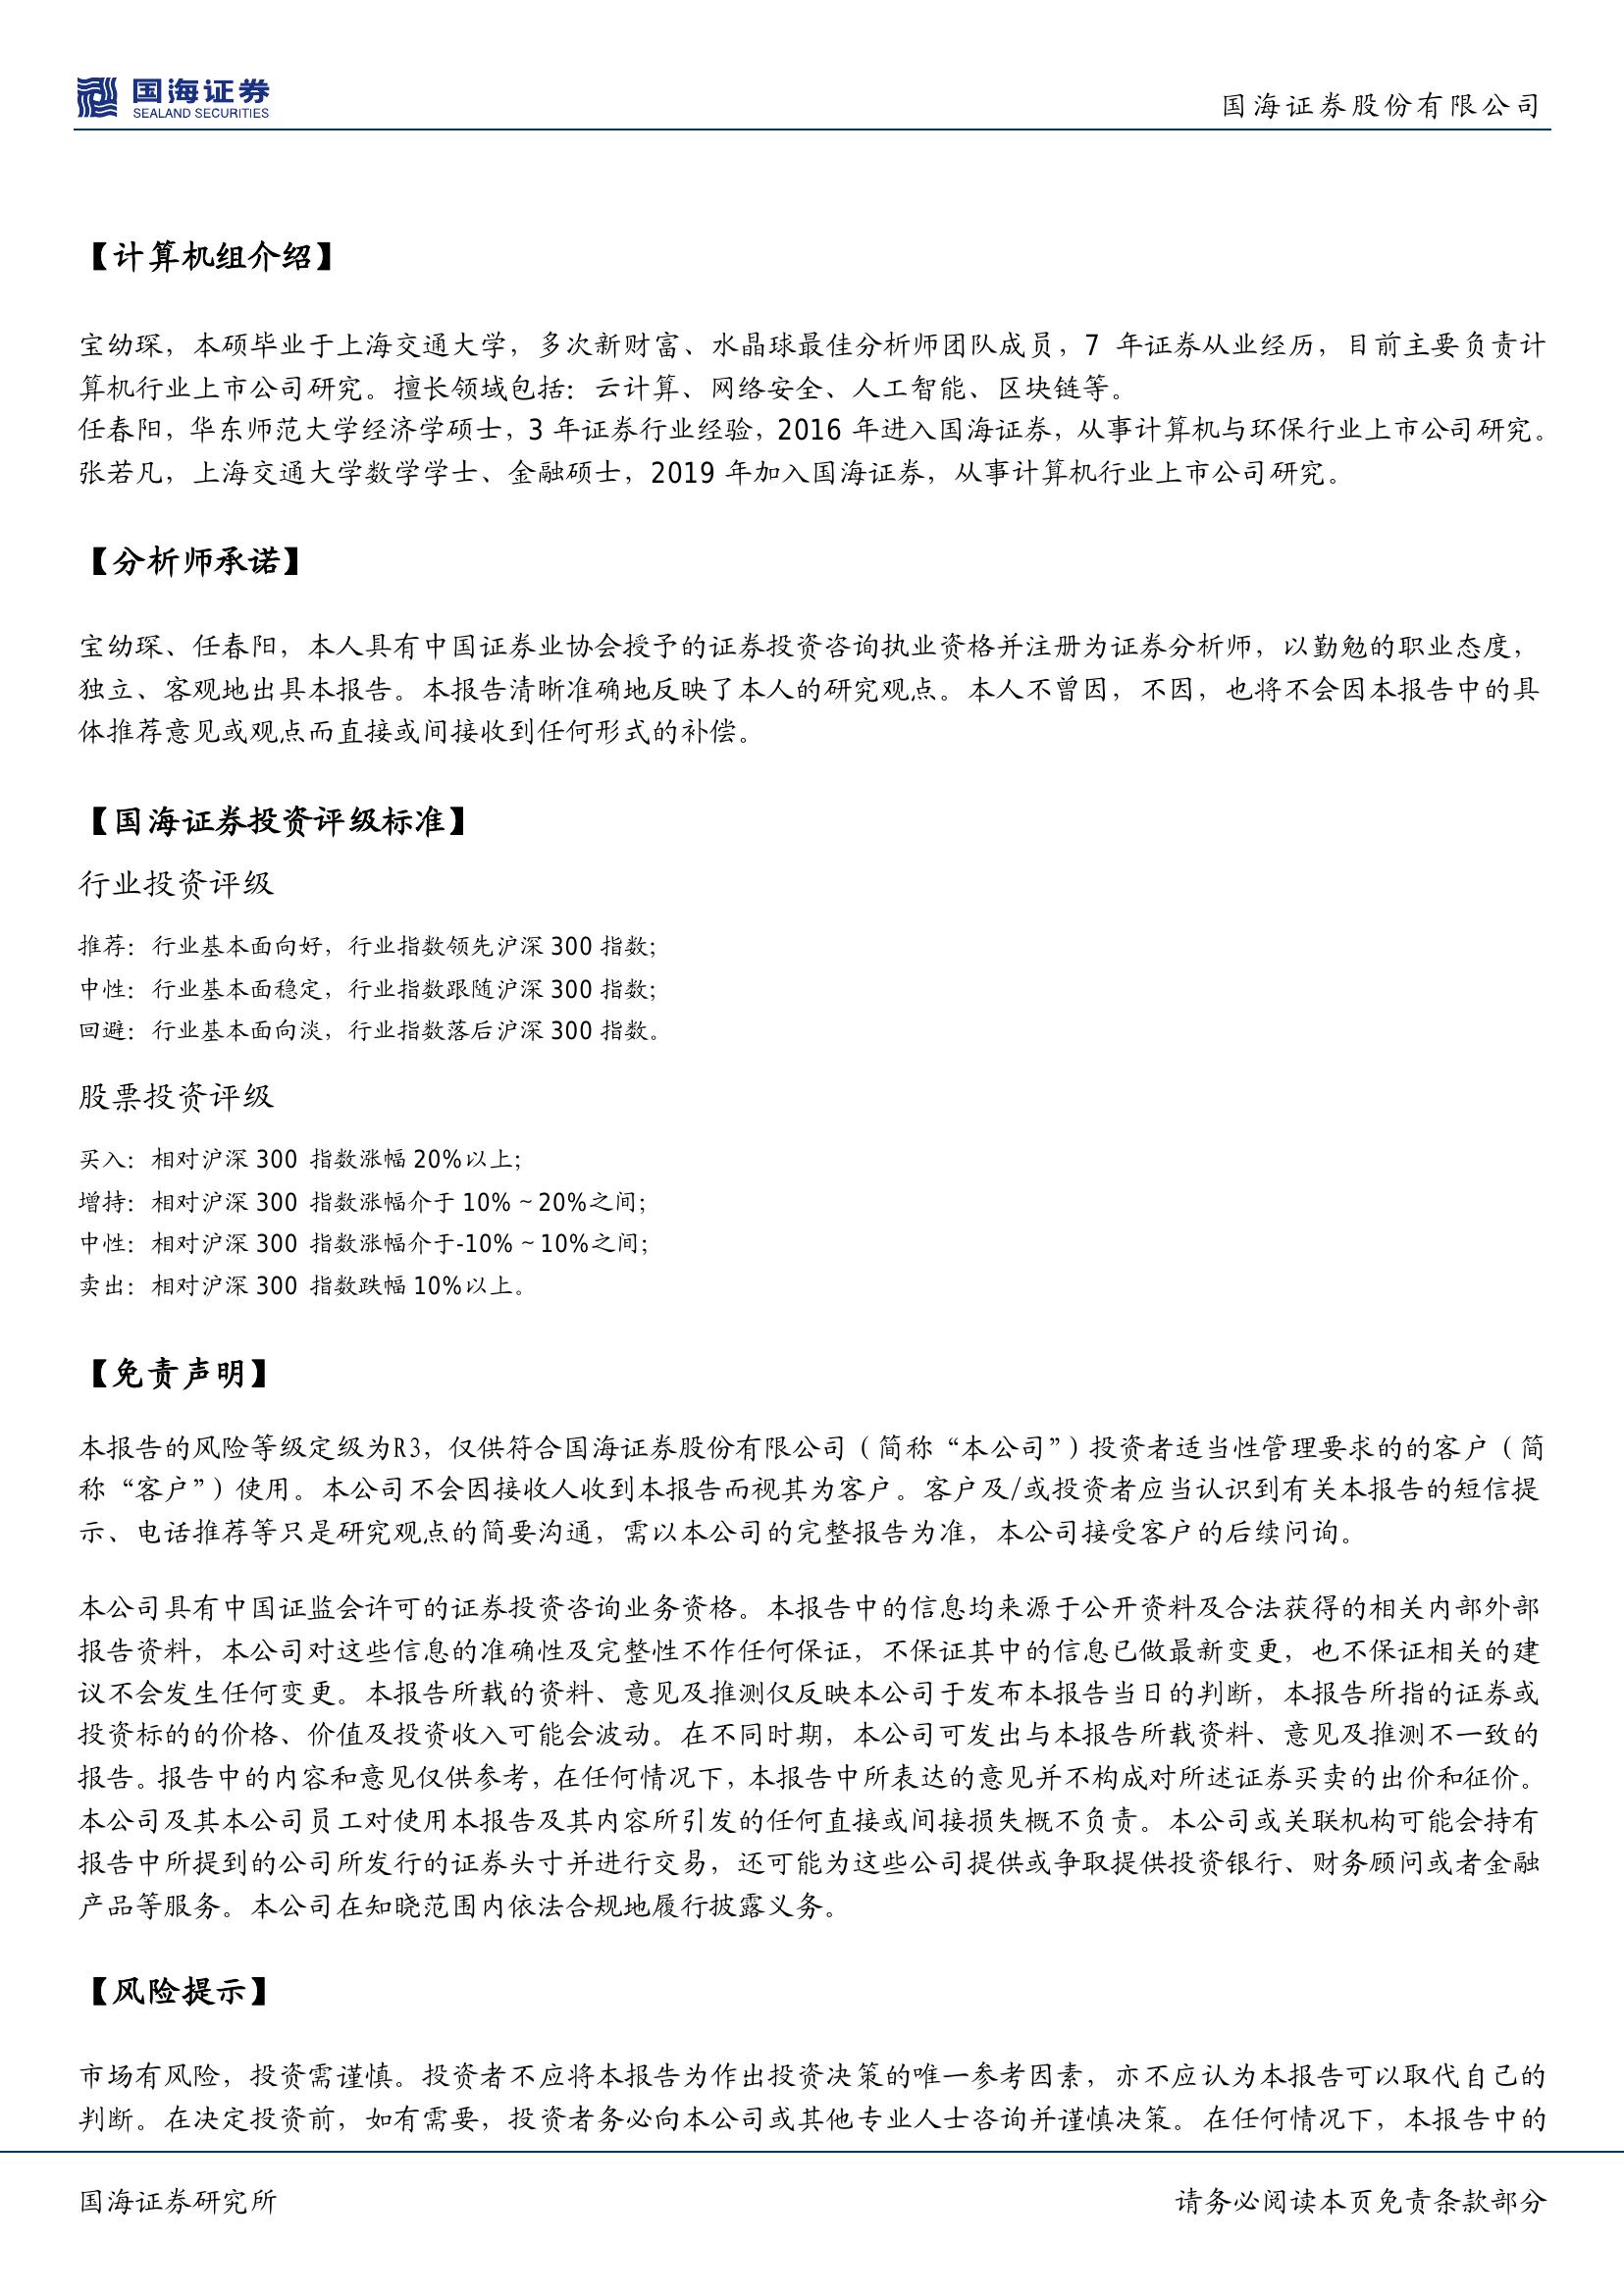 国海证券
SEALAND SECURITIES
国海证券股份有限公司
【计算机组介绍】
宝幼琛，本硕毕业于上海交通大学，多次新财富、水晶球最佳分析师团队成员，7 年证券从业经历，目前主要负责计
算机行业上市公司研究。擅长领域包括：云计算、网络安全、人工智能、区块链等。
任春阳，华东师范大学经济学硕士，3 年证券行业经验，2016 年进入国海证券，从事计算机与环保行业上市公司研究。
张若凡，上海交通大学数学学士、金融硕士，2019 年加入国海证券，从事计算机行业上市公司研究。
【分析师承诺】
宝幼琛、任春阳，本人具有中国证券业协会授予的证券投资咨询执业资格并注册为证券分析师，以勤勉的职业态度，
独立、客观地出具本报告。本报告清晰准确地反映了本人的研究观点。本人不曾因，不因，也将不会因本报告中的具
体推荐意见或观点而直接或间接收到任何形式的补偿。
【国海证券投资评级标准】
行业投资评级
推荐：行业基本面向好，行业指数领先沪深 300 指数；
中性：行业基本面稳定，行业指数跟随沪深 300 指数；
回避：行业基本面向淡，行业指数落后沪深 300 指数。
股票投资评级
买入：相对沪深 300 指数涨幅 20%以上；
增持：相对沪深 300 指数涨幅介于 10%～20%之间；
中性：相对沪深 300 指数涨幅介于-10%～10%之间；
卖出：相对沪深 300 指数跌幅 10%以上。
【免责声明】
本报告的风险等级定级为R3，仅供符合国海证券股份有限公司（简称“本公司”）投资者适当性管理要求的的客户（简
称“客户”）使用。本公司不会因接收人收到本报告而视其为客户。客户及/或投资者应当认识到有关本报告的短信提
示、电话推荐等只是研究观点的简要沟通，需以本公司的完整报告为准，本公司接受客户的后续问询。
本公司具有中国证监会许可的证券投资咨询业务资格。本报告中的信息均来源于公开资料及合法获得的相关内部外部
报告资料，本公司对这些信息的准确性及完整性不作任何保证，不保证其中的信息已做最新变更，也不保证相关的建
议不会发生任何变更。本报告所载的资料、意见及推测仅反映本公司于发布本报告当日的判断，本报告所指的证券或
投资标的的价格、价值及投资收入可能会波动。在不同时期，本公司可发出与本报告所载资料、意见及推测不一致的
报告。报告中的内容和意见仅供参考，在任何情况下，本报告中所表达的意见并不构成对所述证券买卖的出价和征价。
本公司及其本公司员工对使用本报告及其内容所引发的任何直接或间接损失概不负责。本公司或关联机构可能会持有
报告中所提到的公司所发行的证券头寸并进行交易，还可能为这些公司提供或争取提供投资银行、财务顾问或者金融
产品等服务。本公司在知晓范围内依法合规地履行披露义务。
【风险提示】
市场有风险，投资需谨慎。投资者不应将本报告为作出投资决策的唯一参考因素，亦不应认为本报告可以取代自己的
判断。在决定投资前，如有需要，投资者务必向本公司或其他专业人士咨询并谨慎决策。在任何情况下，本报告中的
国海证券研究所
请务必阅读本页免责条款部分